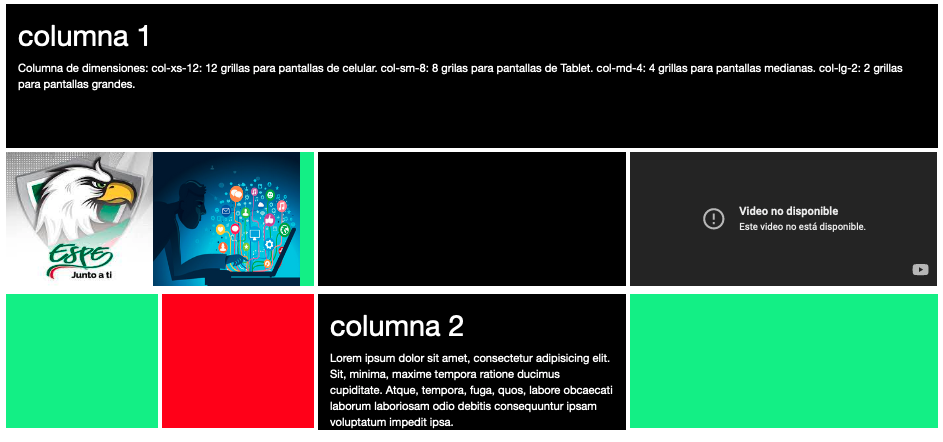 columna 1
Columna de dimensiones: col-xs-12: 12 grillas para pantallas de celular. col-sm-8: 8 grilas para pantallas de Tablet. col-md-4: 4 grillas para pantallas medianas. col-lg-2: 2 grillas
para pantallas grandes.
ESPE
Junto a ti
Video no disponible
Este video no está disponible.
columna 2
Lorem ipsum dolor sit amet, consectetur adipisicing elit.
Sit, minima, maxime tempora ratione ducimus
cupiditate. Atque, tempora, fuga, quos, labore obcaecati
laborum laboriosam odio debitis consequuntur ipsam
voluptatum impedit ipsa.